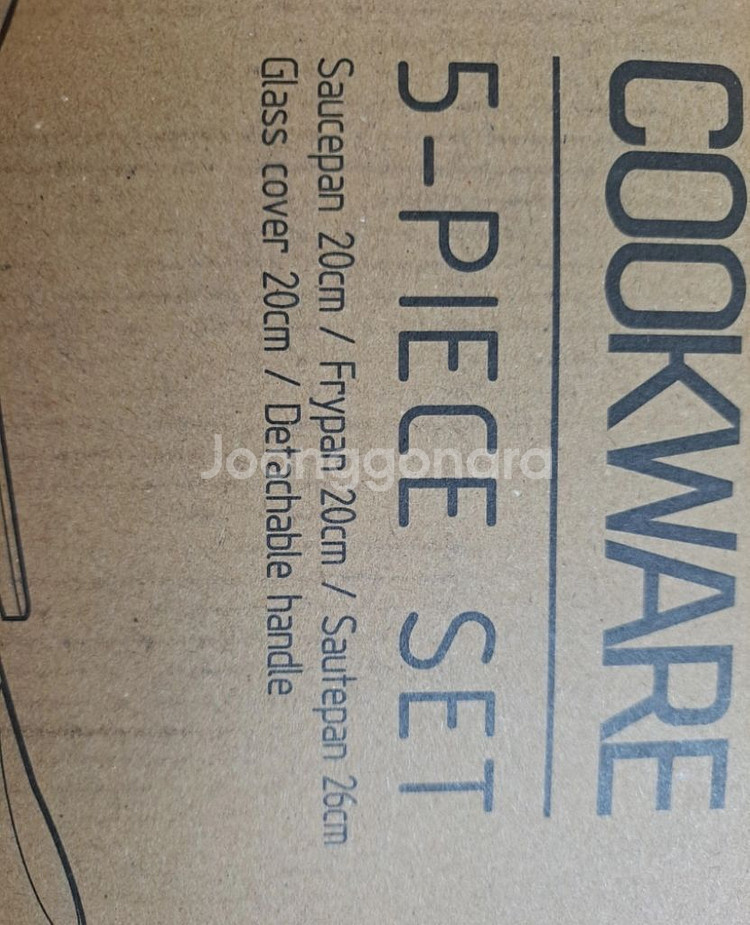 COOKWARE
5-PIECE SET
Saucepan 20cm / Frypan 20cm / Sautepan 26cm
Glass cover 20cm / Detachable handle
Joonggonara